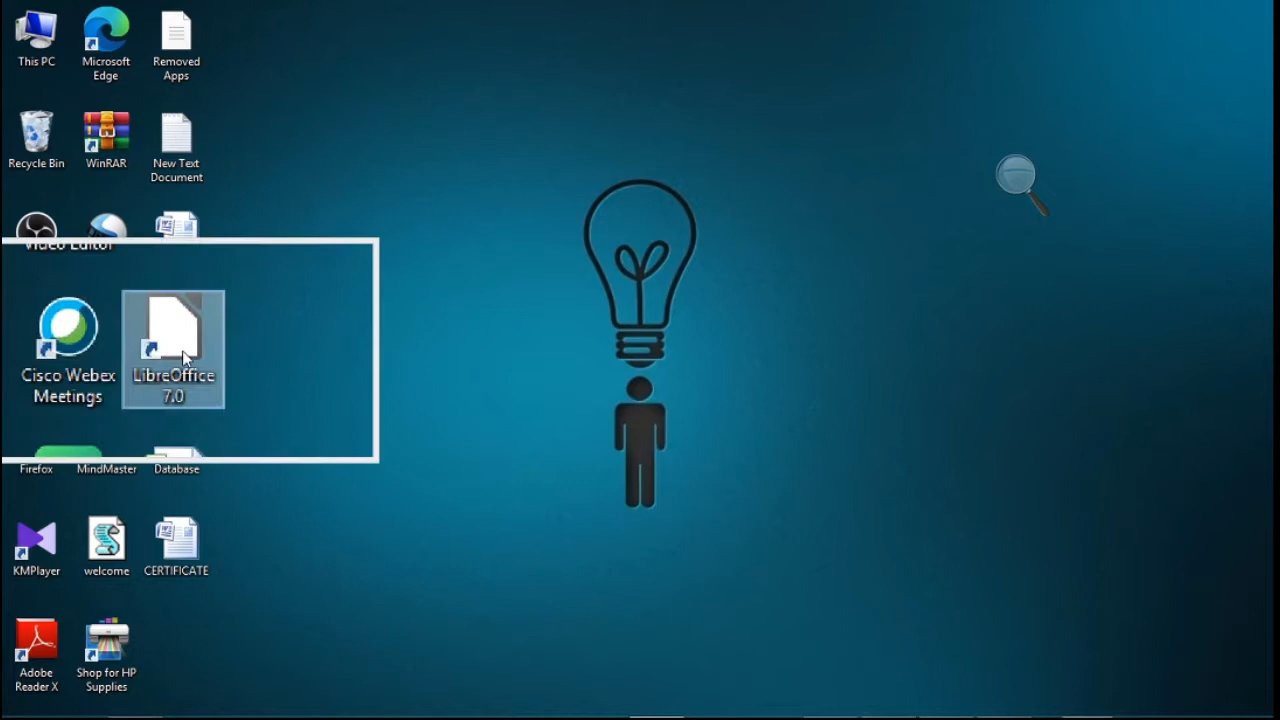 This PC
Microsoft
Edge
Removed
Apps
Recycle Bin
WinRAR
New Text
Document
Video Editor
Cisco Webex
Meetings
LibreOffice
7.0
Firefox
MindMaster
Database
KMPlayer
welcome
CERTIFICATE
Adobe
Reader X
Shop for HP
Supplies